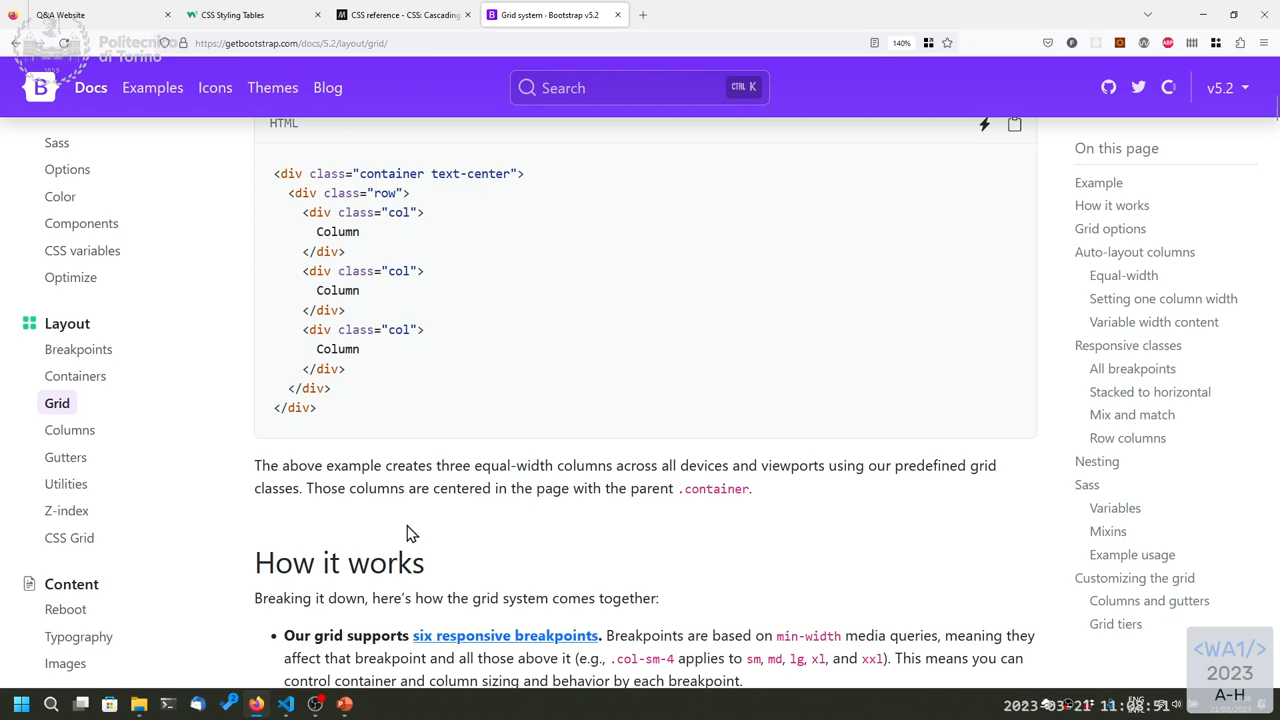 Q&A Website
CSS Styling Tables
CSS reference - CSS: Cascading
Grid system · Bootstrap v5.2
Politecnico
di Torino
1859
https://getbootstrap.com/docs/5.2/layout/grid/
140%
B
Docs
Examples
Icons
Themes
Blog
Search
CTRL K
v5.2
Sass
Options
Color
Components
CSS variables
Optimize
Layout
Breakpoints
Containers
Grid
Columns
Gutters
Utilities
Z-index
CSS Grid
Content
Reboot
Typography
Images
HTML
<div class="container text-center">
<div class="row">
<div class="col">
Column
</div>
<div class="col">
Column
</div>
<div class="col">
Column
</div>
</div>
</div>
The above example creates three equal-width columns across all devices and viewports using our predefined grid
classes. Those columns are centered in the page with the parent .container.
How it works
Breaking it down, here's how the grid system comes together:
• Our grid supports six responsive breakpoints. Breakpoints are based on min-width media queries, meaning they
affect that breakpoint and all those above it (e.g., .col-sm-4 applies to sm, md, lg, xl, and xxl). This means you can
control container and column sizing and behavior by each breakpoint.
On this page
Example
How it works
Grid options
Auto-layout columns
Equal-width
Setting one column width
Variable width content
Responsive classes
All breakpoints
Stacked to horizontal
Mix and match
Row columns
Nesting
Sass
Variables
Mixins
Example usage
Customizing the grid
Columns and gutters
Grid tiers
<WA1/>
2023
A-H
2023-03-21 11:08:51
ENG